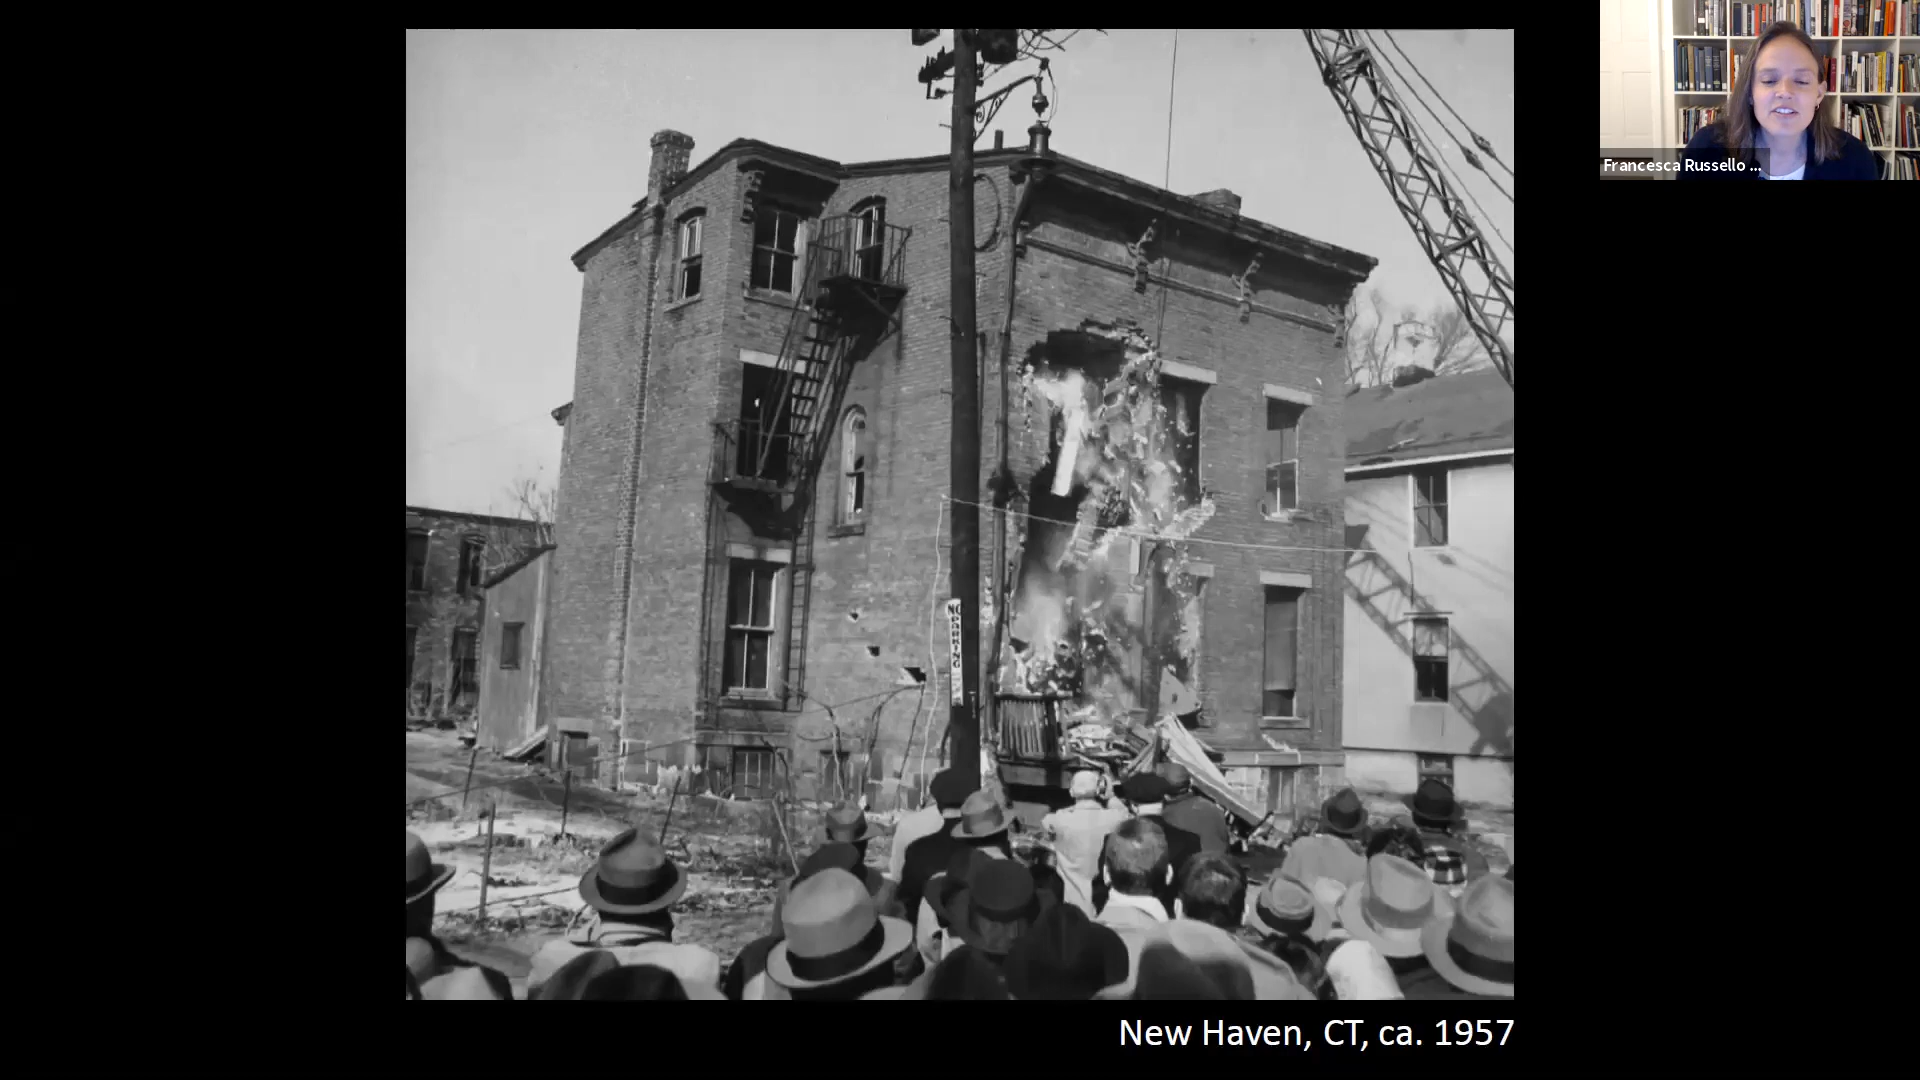 Francesca Russello ...
NO PARKING
New Haven, CT, ca. 1957